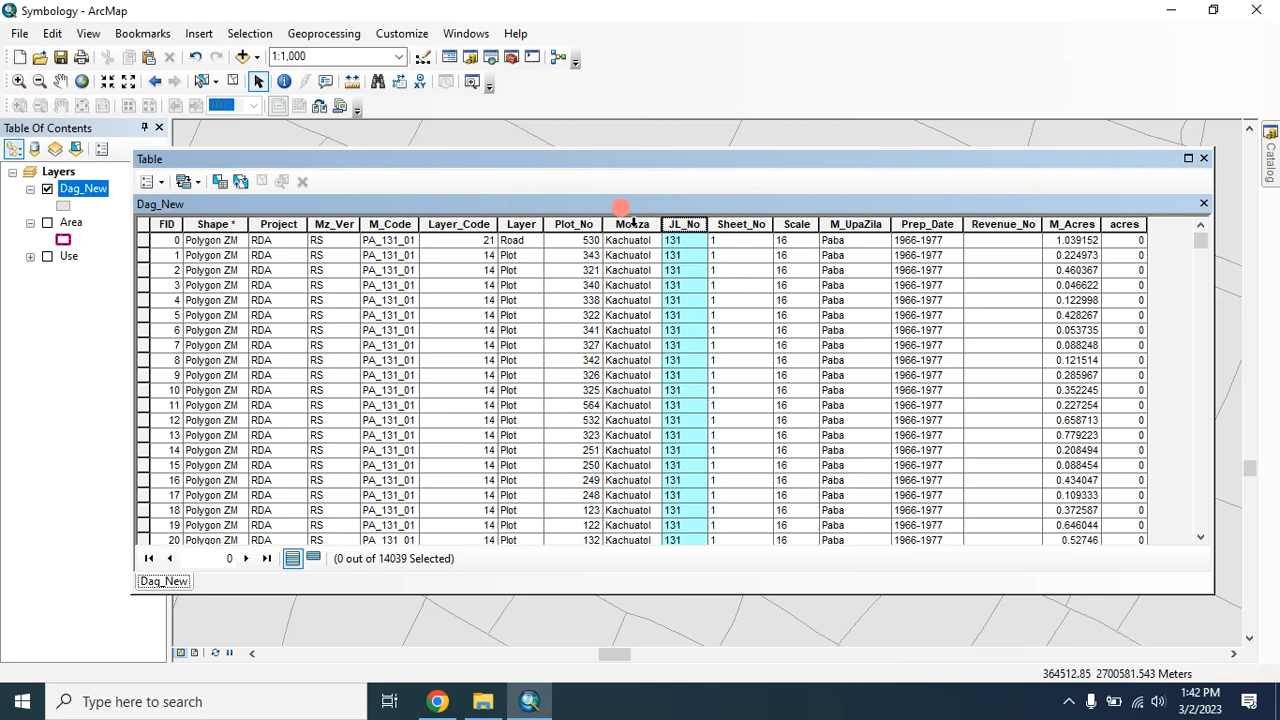 Symbology - ArcMap
File Edit View Bookmarks Insert Selection Geoprocessing Customize Windows Help
1:1,000
Table Of Contents
Layers
Dag_New
Area
Use
Catalog
Table
Dag_New
FID Shape * Project Mz_Ver M_Code Layer_Code Layer Plot_No Mouza JL_No Sheet_No Scale M_UpaZila Prep_Date Revenue_No M_Acres acres
0 Polygon ZM RDA RS PA_131_01 21 Road 530 Kachuatol 131 1 16 Paba 1966-1977 1.039152 0
1 Polygon ZM RDA RS PA_131_01 14 Plot 343 Kachuatol 131 1 16 Paba 1966-1977 0.224973 0
2 Polygon ZM RDA RS PA_131_01 14 Plot 321 Kachuatol 131 1 16 Paba 1966-1977 0.460367 0
3 Polygon ZM RDA RS PA_131_01 14 Plot 340 Kachuatol 131 1 16 Paba 1966-1977 0.046622 0
4 Polygon ZM RDA RS PA_131_01 14 Plot 338 Kachuatol 131 1 16 Paba 1966-1977 0.122998 0
5 Polygon ZM RDA RS PA_131_01 14 Plot 322 Kachuatol 131 1 16 Paba 1966-1977 0.428267 0
6 Polygon ZM RDA RS PA_131_01 14 Plot 341 Kachuatol 131 1 16 Paba 1966-1977 0.053735 0
7 Polygon ZM RDA RS PA_131_01 14 Plot 327 Kachuatol 131 1 16 Paba 1966-1977 0.088248 0
8 Polygon ZM RDA RS PA_131_01 14 Plot 342 Kachuatol 131 1 16 Paba 1966-1977 0.121514 0
9 Polygon ZM RDA RS PA_131_01 14 Plot 326 Kachuatol 131 1 16 Paba 1966-1977 0.285967 0
10 Polygon ZM RDA RS PA_131_01 14 Plot 325 Kachuatol 131 1 16 Paba 1966-1977 0.352245 0
11 Polygon ZM RDA RS PA_131_01 14 Plot 564 Kachuatol 131 1 16 Paba 1966-1977 0.227254 0
12 Polygon ZM RDA RS PA_131_01 14 Plot 532 Kachuatol 131 1 16 Paba 1966-1977 0.658713 0
13 Polygon ZM RDA RS PA_131_01 14 Plot 323 Kachuatol 131 1 16 Paba 1966-1977 0.779223 0
14 Polygon ZM RDA RS PA_131_01 14 Plot 251 Kachuatol 131 1 16 Paba 1966-1977 0.208494 0
15 Polygon ZM RDA RS PA_131_01 14 Plot 250 Kachuatol 131 1 16 Paba 1966-1977 0.088454 0
16 Polygon ZM RDA RS PA_131_01 14 Plot 249 Kachuatol 131 1 16 Paba 1966-1977 0.434047 0
17 Polygon ZM RDA RS PA_131_01 14 Plot 248 Kachuatol 131 1 16 Paba 1966-1977 0.109333 0
18 Polygon ZM RDA RS PA_131_01 14 Plot 123 Kachuatol 131 1 16 Paba 1966-1977 0.372587 0
19 Polygon ZM RDA RS PA_131_01 14 Plot 122 Kachuatol 131 1 16 Paba 1966-1977 0.646044 0
20 Polygon ZM RDA RS PA_131_01 14 Plot 132 Kachuatol 131 1 16 Paba 1966-1977 0.52746 0
0 (0 out of 14039 Selected)
Dag_New
364512.85 2700581.543 Meters
Type here to search
1:42 PM
3/2/2023